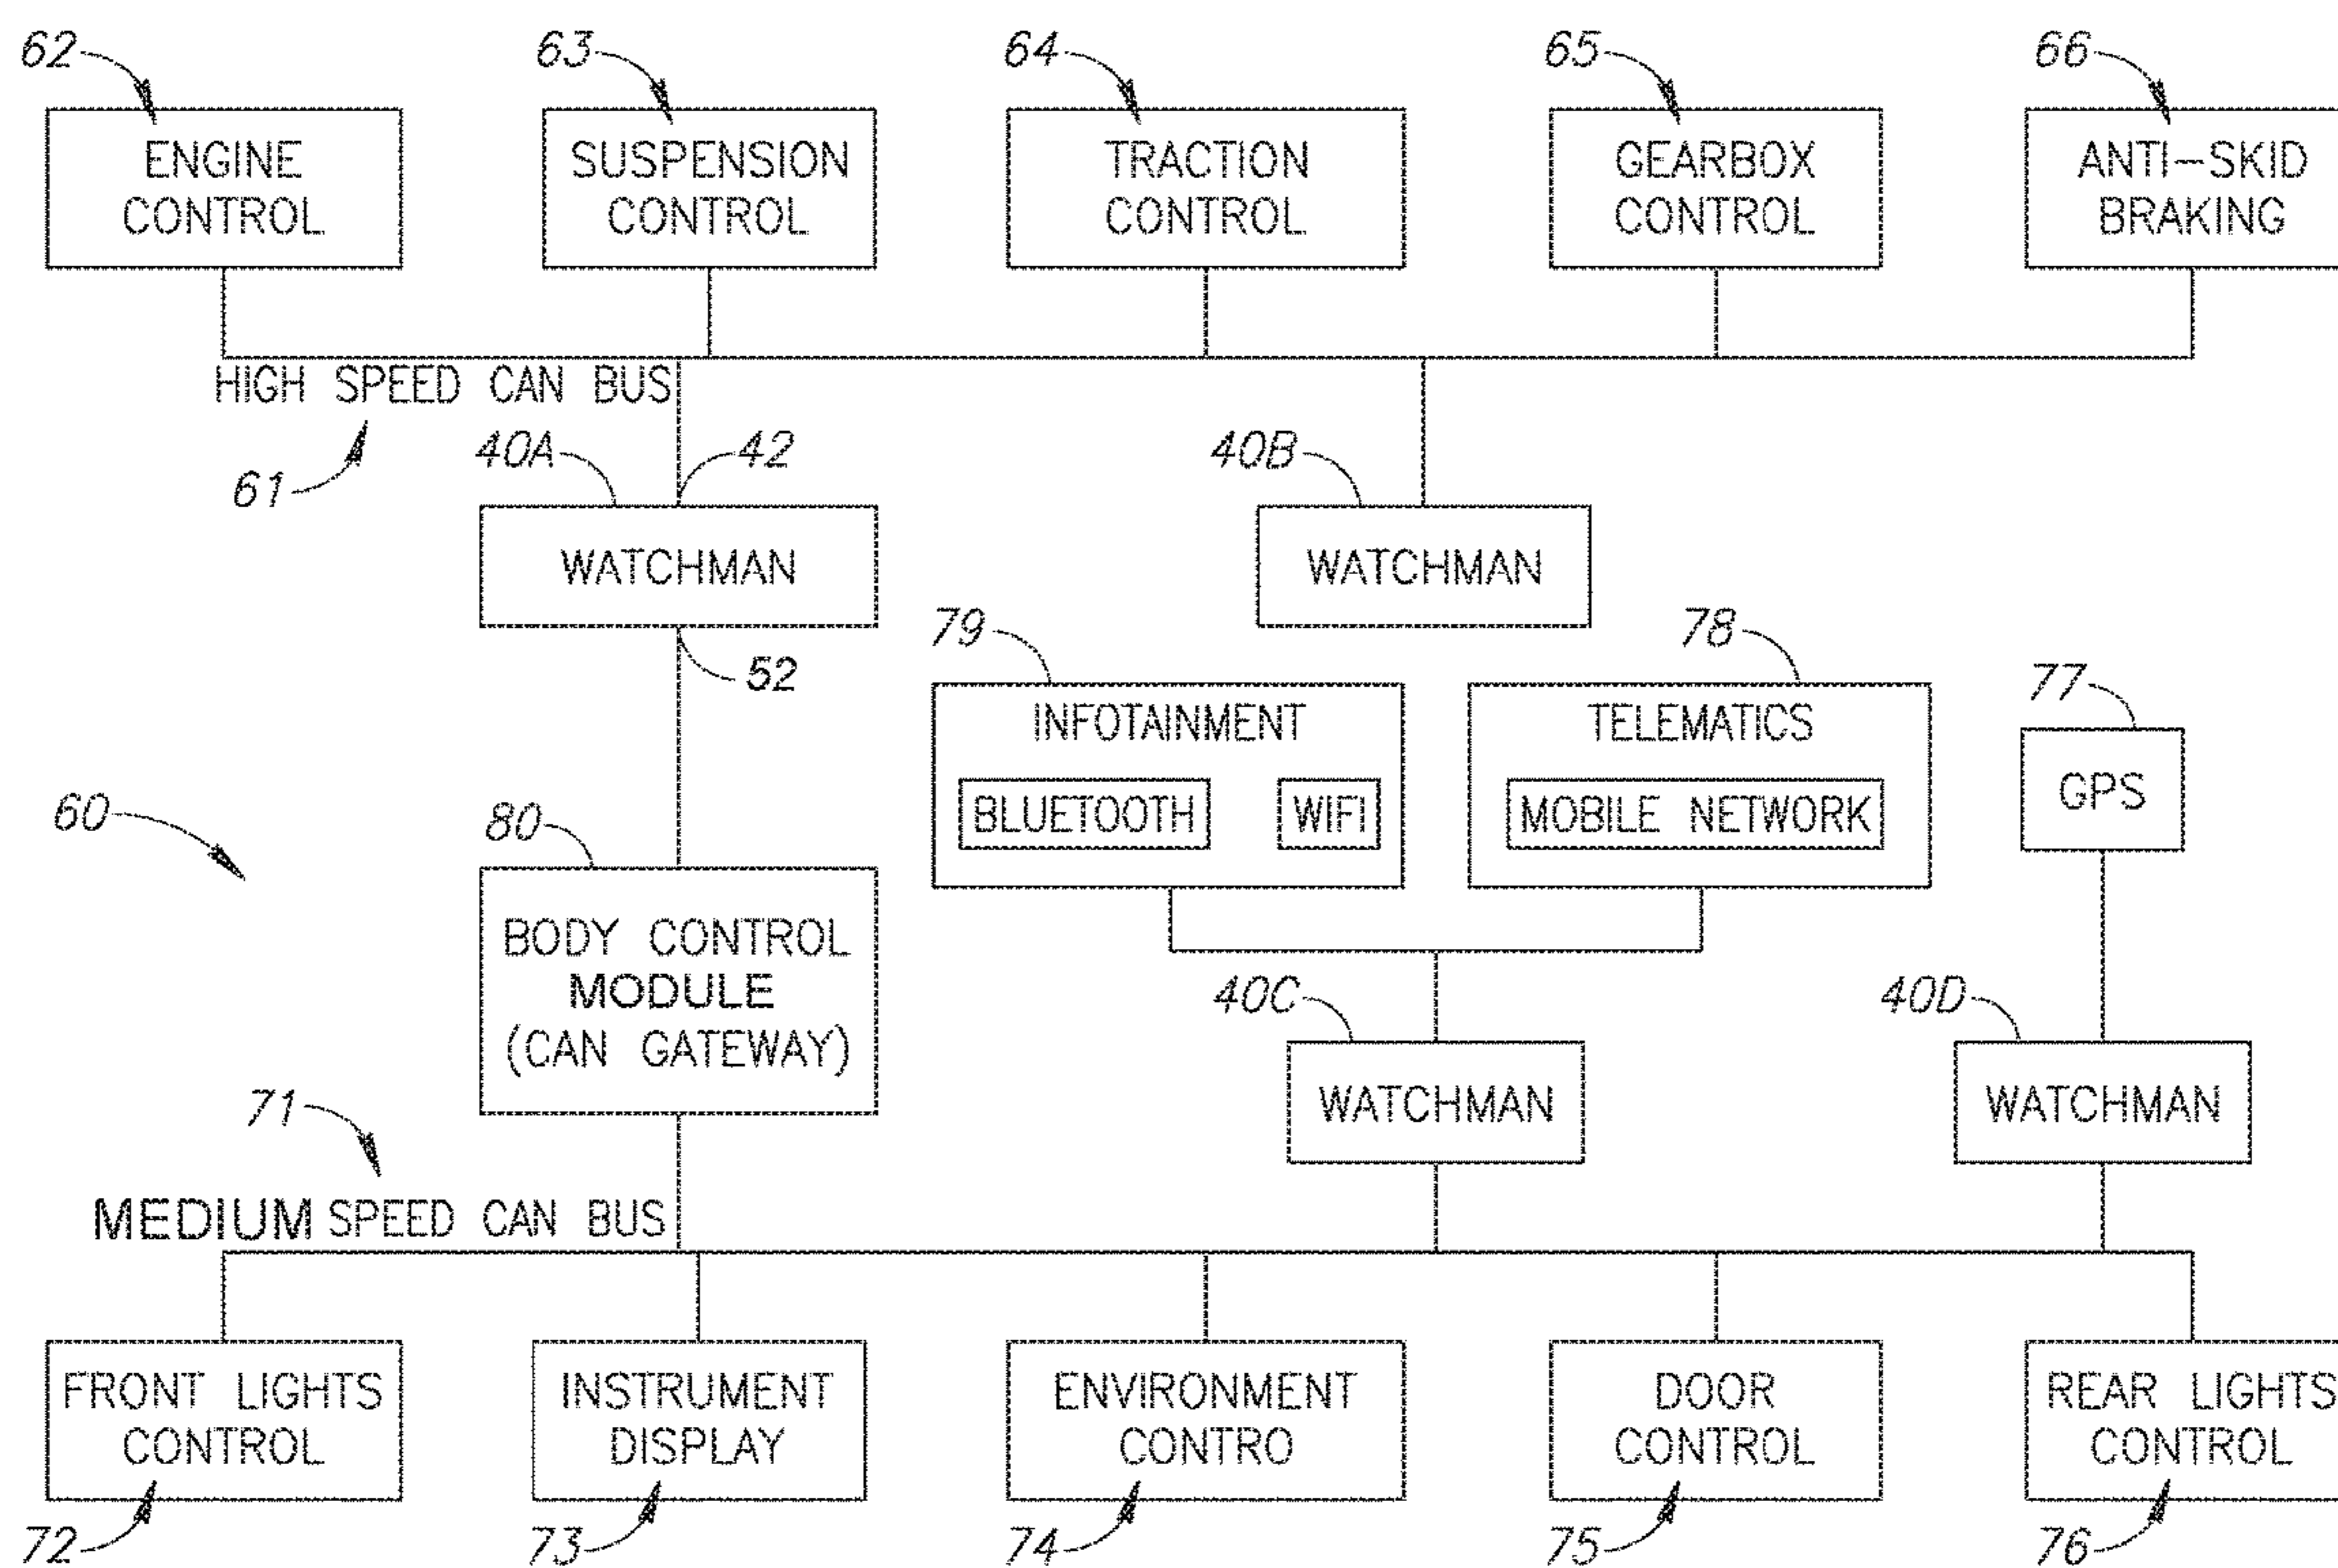 62
63
64
65
66
ENGINE
CONTROL
SUSPENSION
CONTROL
TRACTION
CONTROL
GEARBOX
CONTROL
ANTI-SKID
BRAKING
HIGH SPEED CAN BUS
61
40A
42
40B
WATCHMAN
WATCHMAN
52
79
78
77
INFOTAINMENT
BLUETOOTH
WIFI
TELEMATICS
MOBILE NETWORK
GPS
60
80
BODY CONTROL
MODULE
(CAN GATEWAY)
40C
40D
WATCHMAN
WATCHMAN
71
MEDIUM SPEED CAN BUS
FRONT LIGHTS
CONTROL
INSTRUMENT
DISPLAY
ENVIRONMENT
CONTRO
DOOR
CONTROL
REAR LIGHTS
CONTROL
72
73
74
75
76